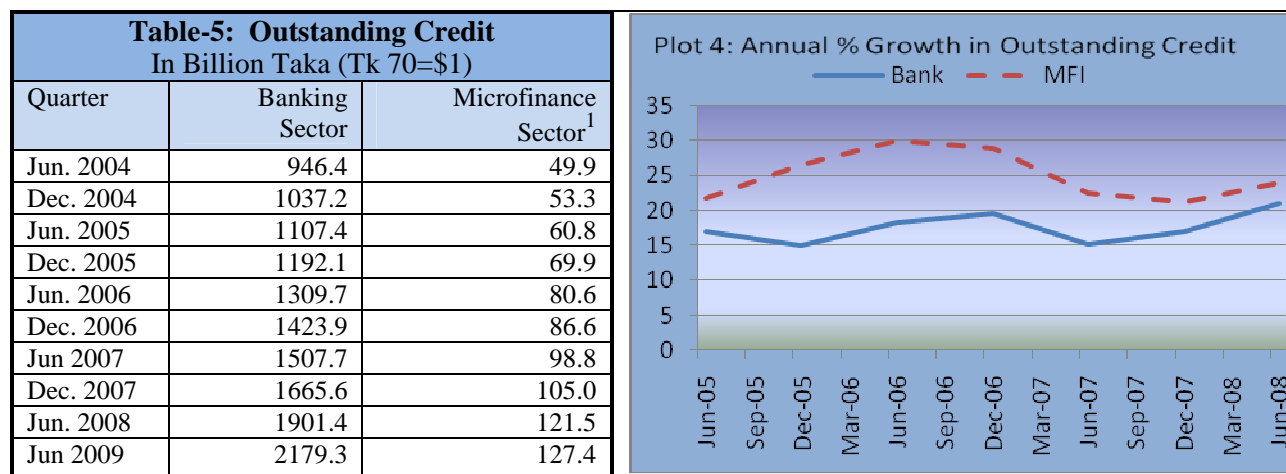 Table-5: Outstanding Credit
In Billion Taka (Tk 70=$1)
Quarter Banking Sector Microfinance Sector1
Jun. 2004 946.4 49.9
Dec. 2004 1037.2 53.3
Jun. 2005 1107.4 60.8
Dec. 2005 1192.1 69.9
Jun. 2006 1309.7 80.6
Dec. 2006 1423.9 86.6
Jun 2007 1507.7 98.8
Dec. 2007 1665.6 105.0
Jun. 2008 1901.4 121.5
Jun 2009 2179.3 127.4
Plot 4: Annual % Growth in Outstanding Credit
Bank MFI
35
30
25
20
15
10
5
0
Jun-05
Sep-05
Dec-05
Mar-06
Jun-06
Sep-06
Dec-06
Mar-07
Jun-07
Sep-07
Dec-07
Mar-08
Jun-08